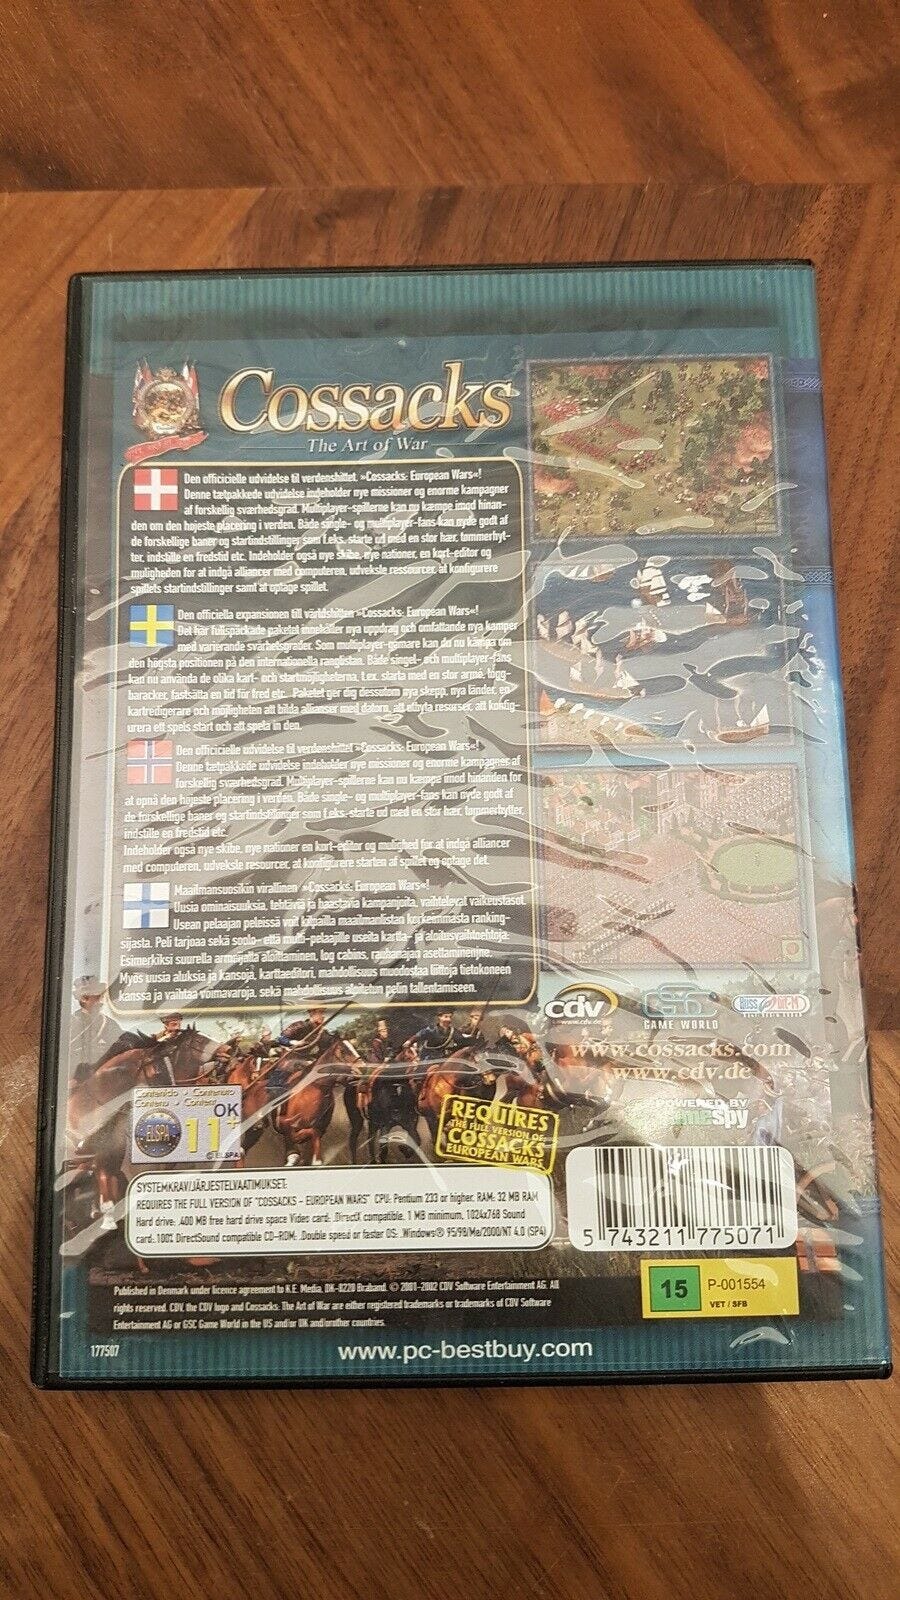 Cossacks
The Art of War
Den officicielle udvidelse til verdenshittet »Cossacks: European Wars«!
Denne tætpakkede udvidelse indeholder nye missioner og enorme kampagner
af forskellig sværhedsgrad. Multiplayer-spillerne kan nu kæmpe imod hinan-
den om den højeste placering i verden. Både single- og multiplayer-fans kan nyde godt af
de forskellige baner og startindstillinger som f.eks. starte ud med en stor hær, tømmerhyt-
ter, indstille en fredstid etc. Indeholder også nye skibe, nye nationer, en kort-editor og
muligheden for at indgå alliancer med computeren, udveksle ressourcer, at konfigurere
spillets startindstillinger samt at optage spillet.
Den officiella expansionen till världshitten »Cossacks: European Wars«!
Det här fullspäckade paketet innehåller nya uppdrag och omfattande nya kamper
med varierande svårhetsgrader. Som multiplayer-gamare kan du nu kämpa om
den högsta positionen på den internationella ranglistan. Både singel- och multiplayer-fans
kan nu använda de olika kart- och startmöjligheterna, t.ex. starta med en stor armé, logg-
baracker, fastsätta en tid för fred etc. Paketet ger dig dessutom nya skepp, nya länder, en
kartredigerare och möjligheten att bilda allianser med datorn, att utbyta resurser, att konfig-
urera ett spels start och att spela in den.
Den officicielle udvidelse til verdenshittet »Cossacks: European Wars«!
Denne tætpakkede udvidelse indeholder nye missioner og enorme kampagner af
forskellig sværhedsgrad. Multiplayer-spillerne kan nu kæmpe imod hinanden for
at opnå den højeste placering i verden. Både single- og multiplayer-fans kan nyde godt af
de forskellige baner og startindstillinger som f.eks. starte ud med en stor hær, tømmerhytter,
indstille en fredstid etc.
Indeholder også nye skibe, nye nationer en kort-editor og mulighed for at indgå alliancer
med computeren, udveksle resourcer, at konfigurere starten af spillet og optage det.
Maailmansuosikin virallinen »Cossacks: European Wars«!
Uusia ominaisuuksia, tehtäviä ja haastavia kampanjoita, vaihtelevat vaikeustasot.
Usean pelaajan peleissä voit kilpailla maailmanlistan korkeimmasta ranking-
sijasta. Peli tarjoaa sekä soolo- että multi-pelaajille useita kartta- ja aloitusvaihtoehtoja:
Esimerkiksi suurella armeijalla aloittaminen, log cabins, rauhanajan asettaminenjne.
Myös uusia aluksia ja kansoja, karttaeditori, mahdollisuus muodostaa liittoja tietokoneen
kanssa ja vaihtaa voimavaroja, sekä mahdollisuus aloitetun pelin tallentamiseen.
cdv
www.cdv.de
GSC
GAME WORLD
www.cossacks.com
www.cdv.de
POWERED BY
GameSpy
Contenido • Contenuto
Contenu • Content
OK
ELSPA
11+
© ELSPA
REQUIRES
THE FULL VERSION OF
COSSACKS
EUROPEAN WARS
SYSTEMKRAV/JÄRJESTELVAATIMUKSET:
REQUIRES THE FULL VERSION OF "COSSACKS – EUROPEAN WARS" CPU: Pentium 233 or higher. RAM: 32 MB RAM
Hard drive: 400 MB free hard drive space Video card: DirectX compatible, 1 MB minimum, 1024x768 Sound
card: 100% DirectSound compatible CD-ROM: Double speed or faster OS: Windows® 95/98/Me/2000/NT 4.0 (SP6)
5 743211 775071
Published in Denmark under licence agreement to K.E. Media, DK-8220 Braband. © 2001-2002 CDV Software Entertainment AG. All
rights reserved. CDV, the CDV logo and Cossacks: The Art of War are either registered trademarks or trademarks of CDV Software
Entertainment AG or GSC Game World in the US and/or UK and/or other countries.
15
P-001554
VET / SFB
177507
www.pc-bestbuy.com